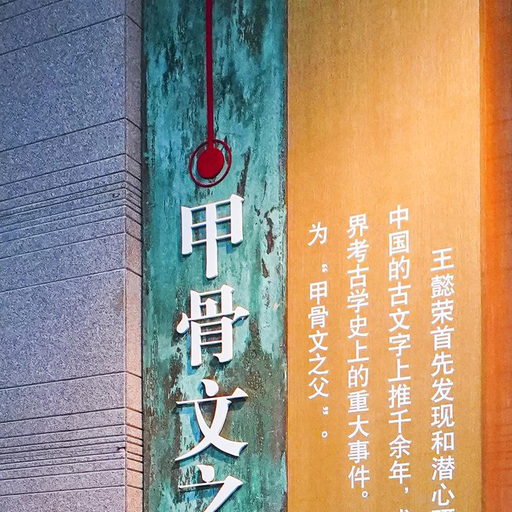 甲骨文之
王懿荣首先发现和潜心
中国的古文字上推千余年，
界考古学史上的重大事件。
为“甲骨文之父”。